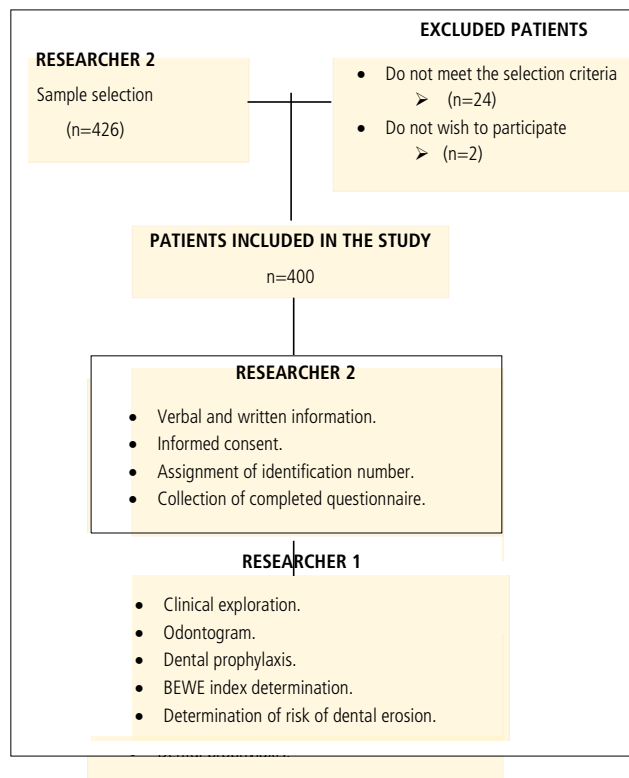 EXCLUDED PATIENTS
RESEARCHER 2
Sample selection
(n=426)
• Do not meet the selection criteria
➢ (n=24)
• Do not wish to participate
➢ (n=2)
PATIENTS INCLUDED IN THE STUDY
n=400
RESEARCHER 2
• Verbal and written information.
• Informed consent.
• Assignment of identification number.
• Collection of completed questionnaire.
RESEARCHER 1
• Clinical exploration.
• Odontogram.
• Dental prophylaxis.
• BEWE index determination.
• Determination of risk of dental erosion.